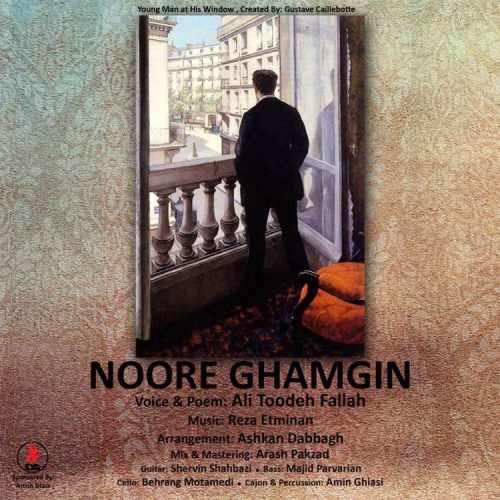 Young Man at His Window , Created By: Gustave Caillebotte
NOORE GHAMGIN
Voice & Poem: Ali Toodeh Fallah
Music: Reza Etminan
Arrangement: Ashkan Dabbagh
Mix & Mastering: Arash Pakzad
Guitar: Shervin Shahbazi • Bass: Majid Parvarian
Cello: Behrang Motamedi • Cajon & Percussion: Amin Ghiasi
Sponsored By: